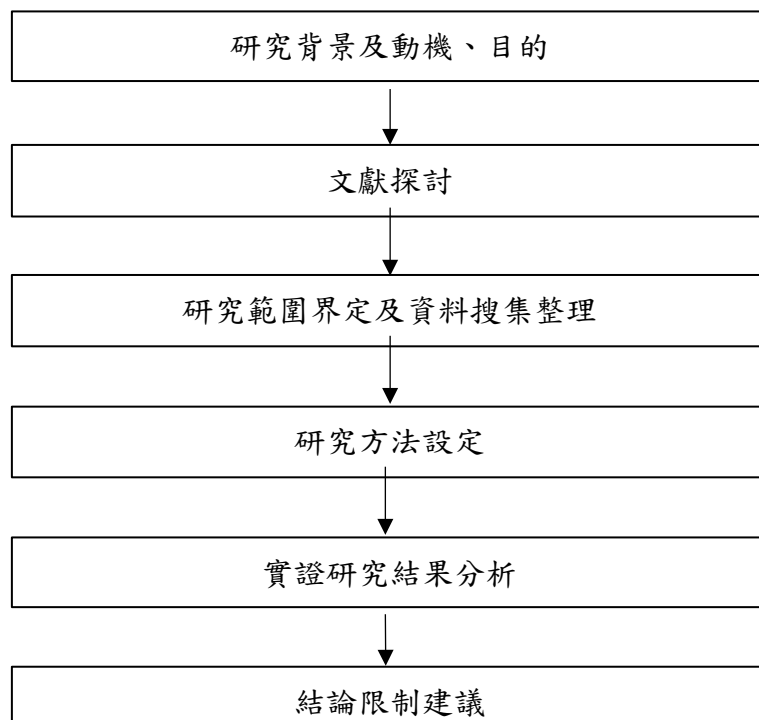 研究背景及動機、目的
文獻探討
研究範圍界定及資料搜集整理
研究方法設定
實證研究結果分析
結論限制建議